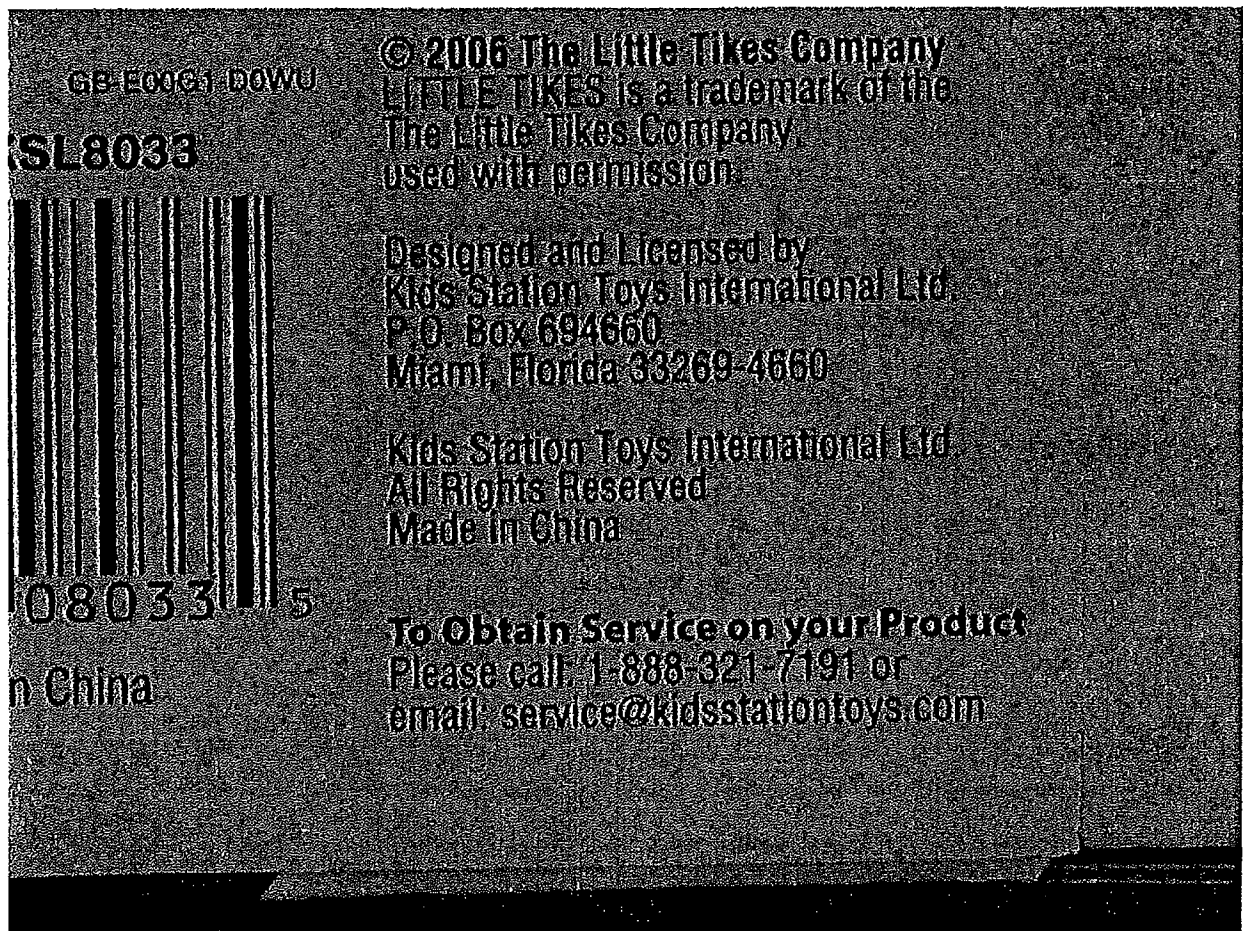 GB-E00G1-D0WU
KSL8033
08033 5
n China
© 2006 The Little Tikes Company
LITTLE TIKES is a trademark of the
The Little Tikes Company,
used with permission.
Designed and Licensed by
Kids Station Toys International Ltd.
P.O. Box 694660
Miami, Florida 33269-4660
Kids Station Toys International Ltd.
All Rights Reserved
Made in China
To Obtain Service on your Product
Please call: 1-888-321-7191 or
email: service@kidsstationtoys.com